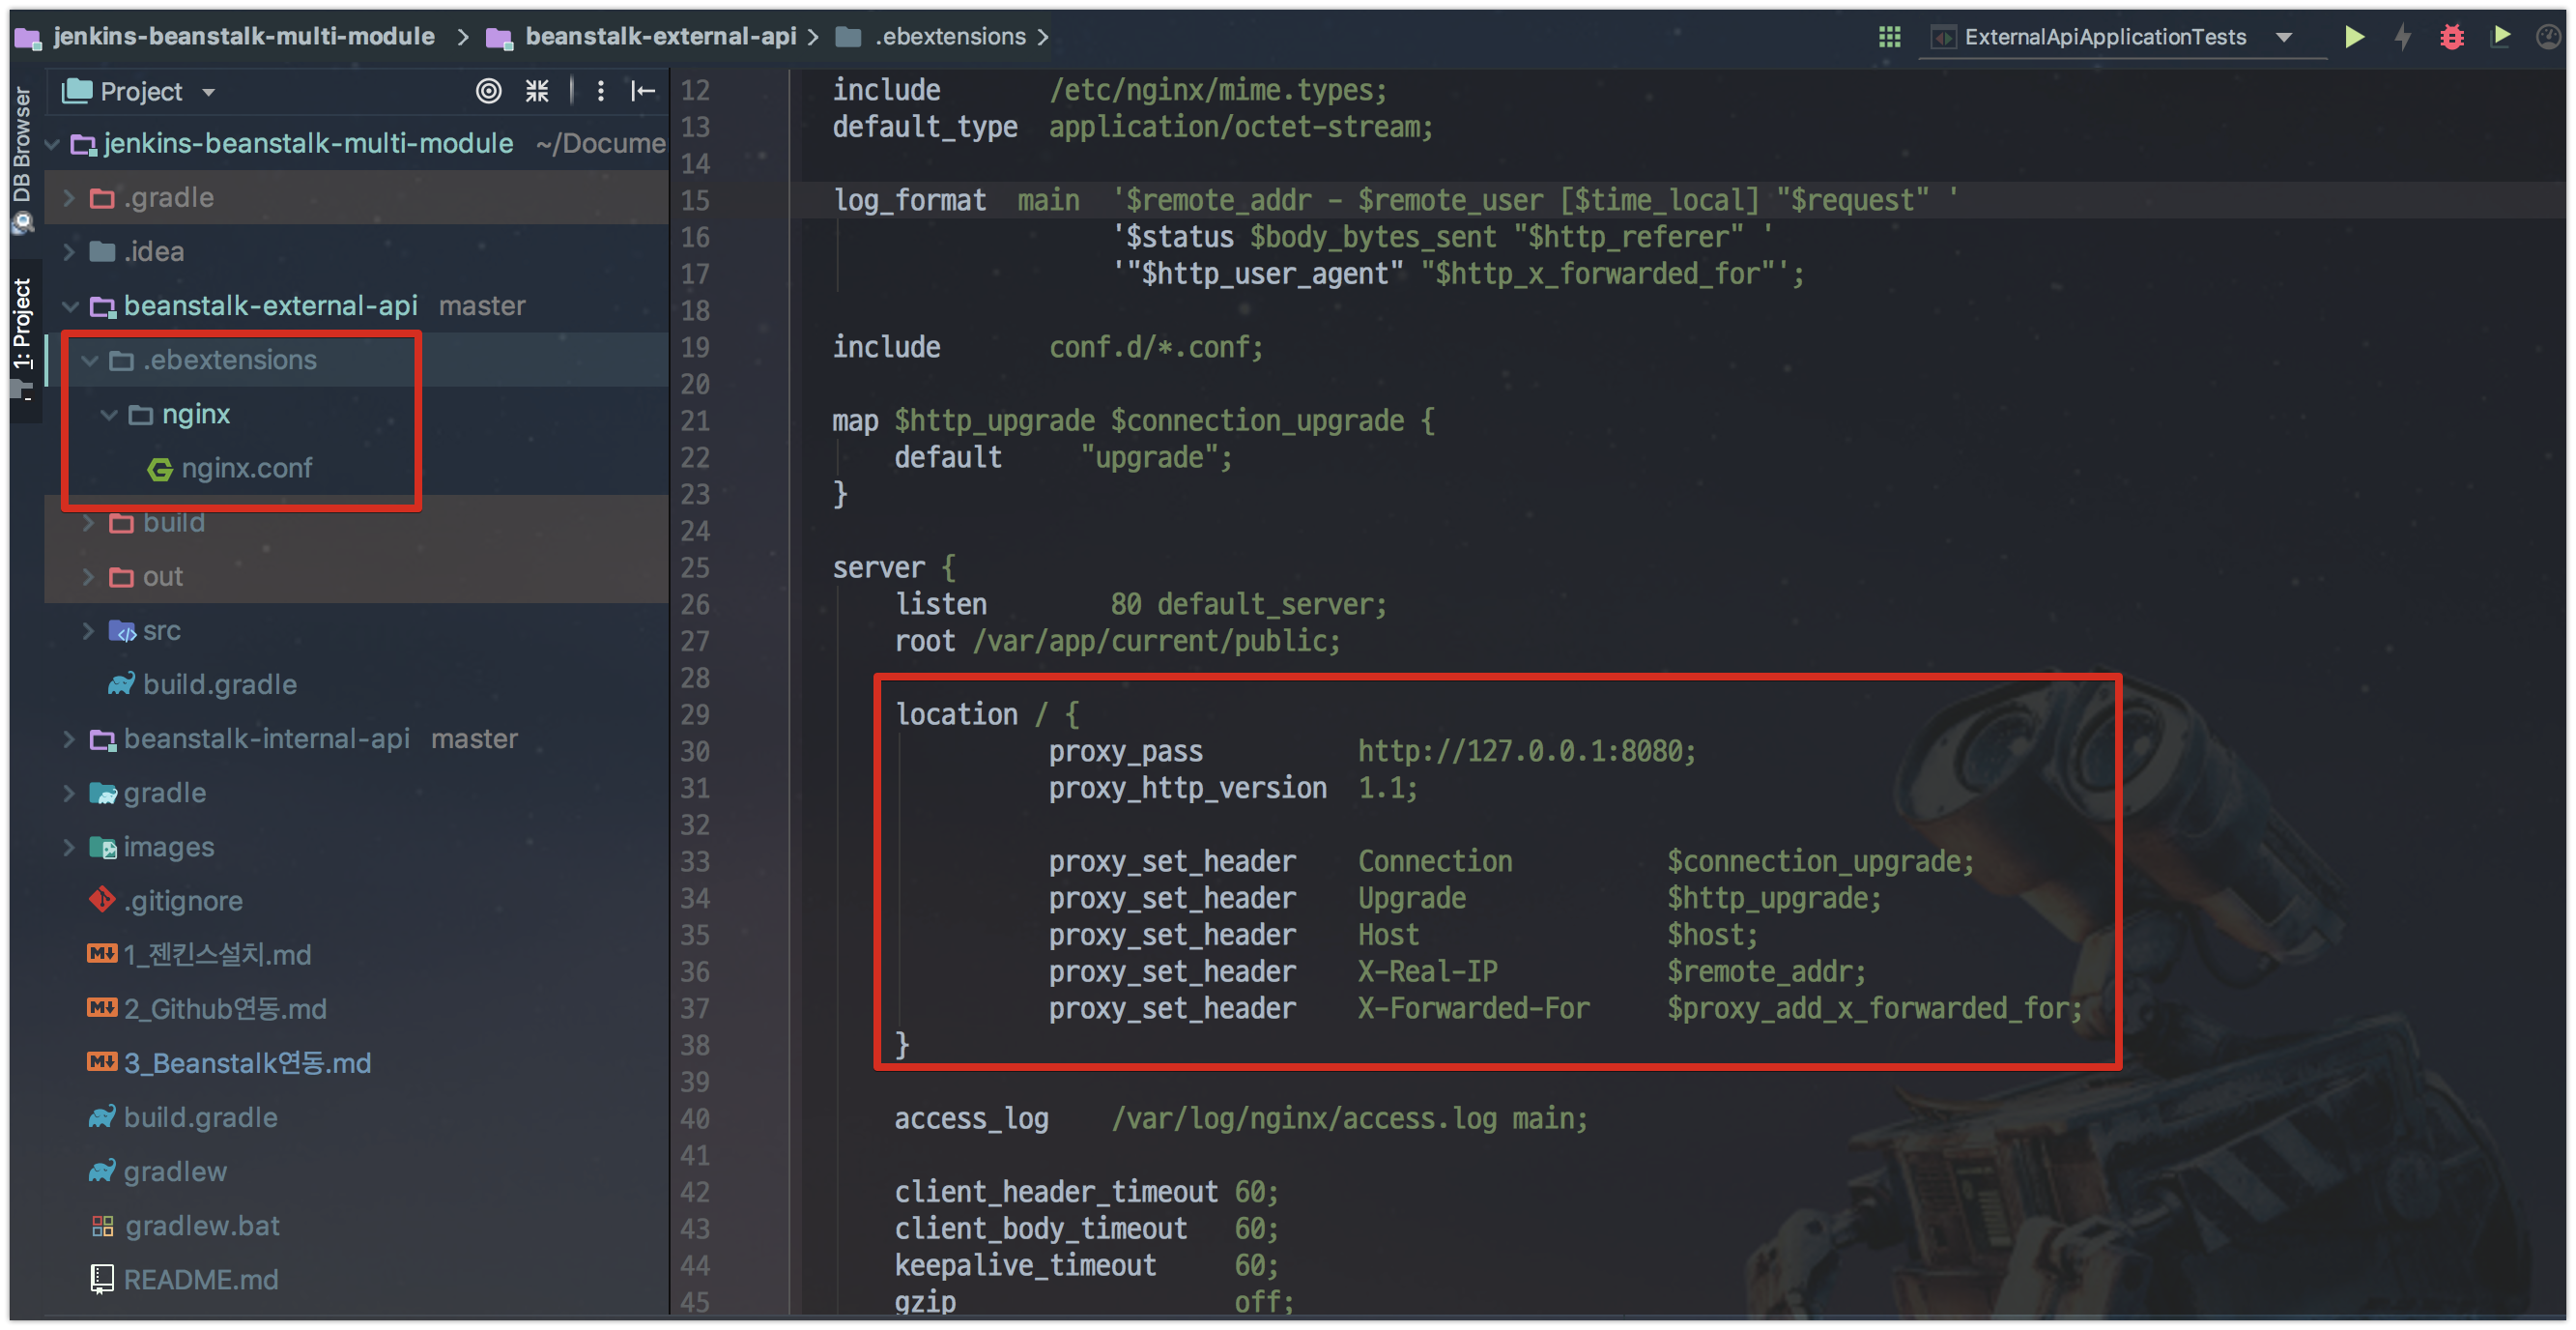 jenkins-beanstalk-multi-module beanstalk-external-api .ebextensions ExternalApiApplicationTests
DB Browser
1: Project
Project
jenkins-beanstalk-multi-module ~/Docume
.gradle
.idea
beanstalk-external-api master
.ebextensions
nginx
nginx.conf
build
out
src
build.gradle
beanstalk-internal-api master
gradle
images
.gitignore
1_젠킨스설치.md
2_Github연동.md
3_Beanstalk연동.md
build.gradle
gradlew
gradlew.bat
README.md
12 include /etc/nginx/mime.types;
13 default_type application/octet-stream;
14
15 log_format main '$remote_addr - $remote_user [$time_local] "$request" '
16 '$status $body_bytes_sent "$http_referer" '
17 '"$http_user_agent" "$http_x_forwarded_for"';
18
19 include conf.d/*.conf;
20
21 map $http_upgrade $connection_upgrade {
22 default "upgrade";
23 }
24
25 server {
26 listen 80 default_server;
27 root /var/app/current/public;
28
29 location / {
30 proxy_pass http://127.0.0.1:8080;
31 proxy_http_version 1.1;
32
33 proxy_set_header Connection $connection_upgrade;
34 proxy_set_header Upgrade $http_upgrade;
35 proxy_set_header Host $host;
36 proxy_set_header X-Real-IP $remote_addr;
37 proxy_set_header X-Forwarded-For $proxy_add_x_forwarded_for;
38 }
39
40 access_log /var/log/nginx/access.log main;
41
42 client_header_timeout 60;
43 client_body_timeout 60;
44 keepalive_timeout 60;
45 gzip off;